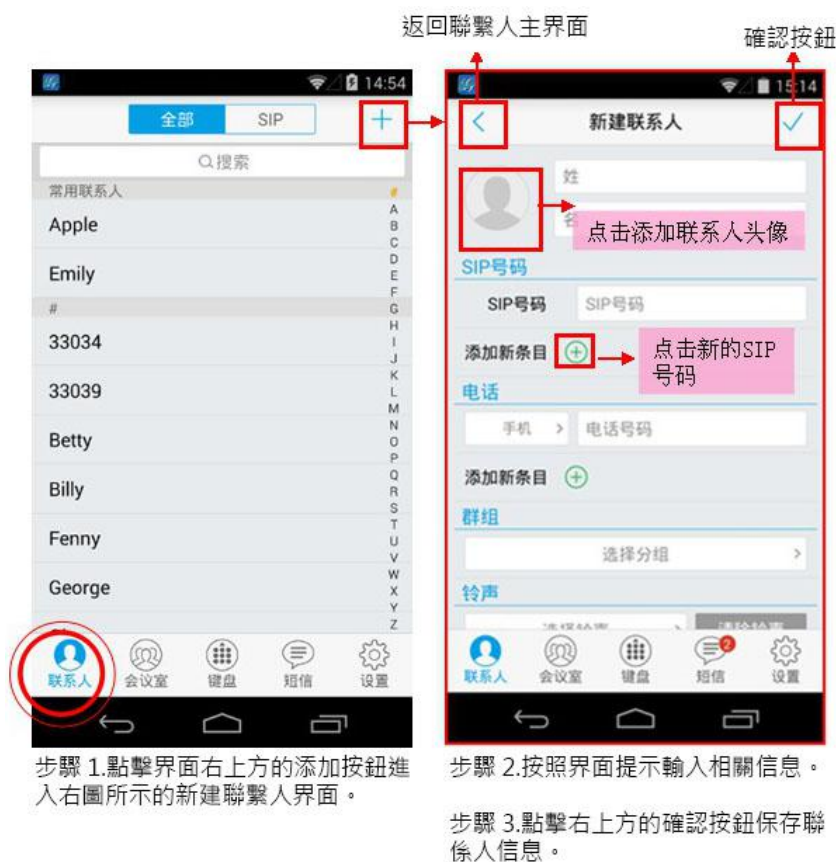 返回聯繫人主界面
確認按鈕
14:54
全部
SIP
搜索
常用联系人
#
A
B
C
D
E
F
G
H
I
J
K
L
M
N
O
P
Q
R
S
T
U
V
W
X
Y
Z
Apple
Emily
#
33034
33039
Betty
Billy
Fenny
George
联系人
会议室
键盘
短信
设置
步驟 1.點擊界面右上方的添加按鈕進
入右圖所示的新建聯繫人界面。
15:14
新建联系人
姓
名
点击添加联系人头像
SIP号码
SIP号码
SIP号码
添加新条目
点击新的SIP
号码
电话
手机
电话号码
添加新条目
群组
选择分组
铃声
选择铃声
清除铃声
联系人
会议室
键盘
2
短信
设置
步驟 2.按照界面提示輸入相關信息。
步驟 3.點擊右上方的確認按鈕保存聯
係人信息。